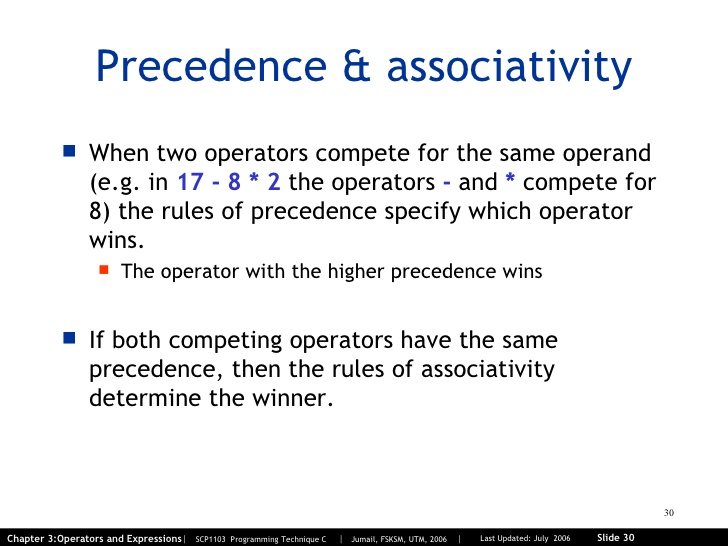 Precedence & associativity
When two operators compete for the same operand
(e.g. in 17 - 8 * 2 the operators - and * compete for
8) the rules of precedence specify which operator
wins.
The operator with the higher precedence wins
If both competing operators have the same
precedence, then the rules of associativity
determine the winner.
30
Chapter 3:Operators and Expressions| SCP1103 Programming Technique C | Jumail, FSKSM, UTM, 2006 | Last Updated: July 2006 Slide 30